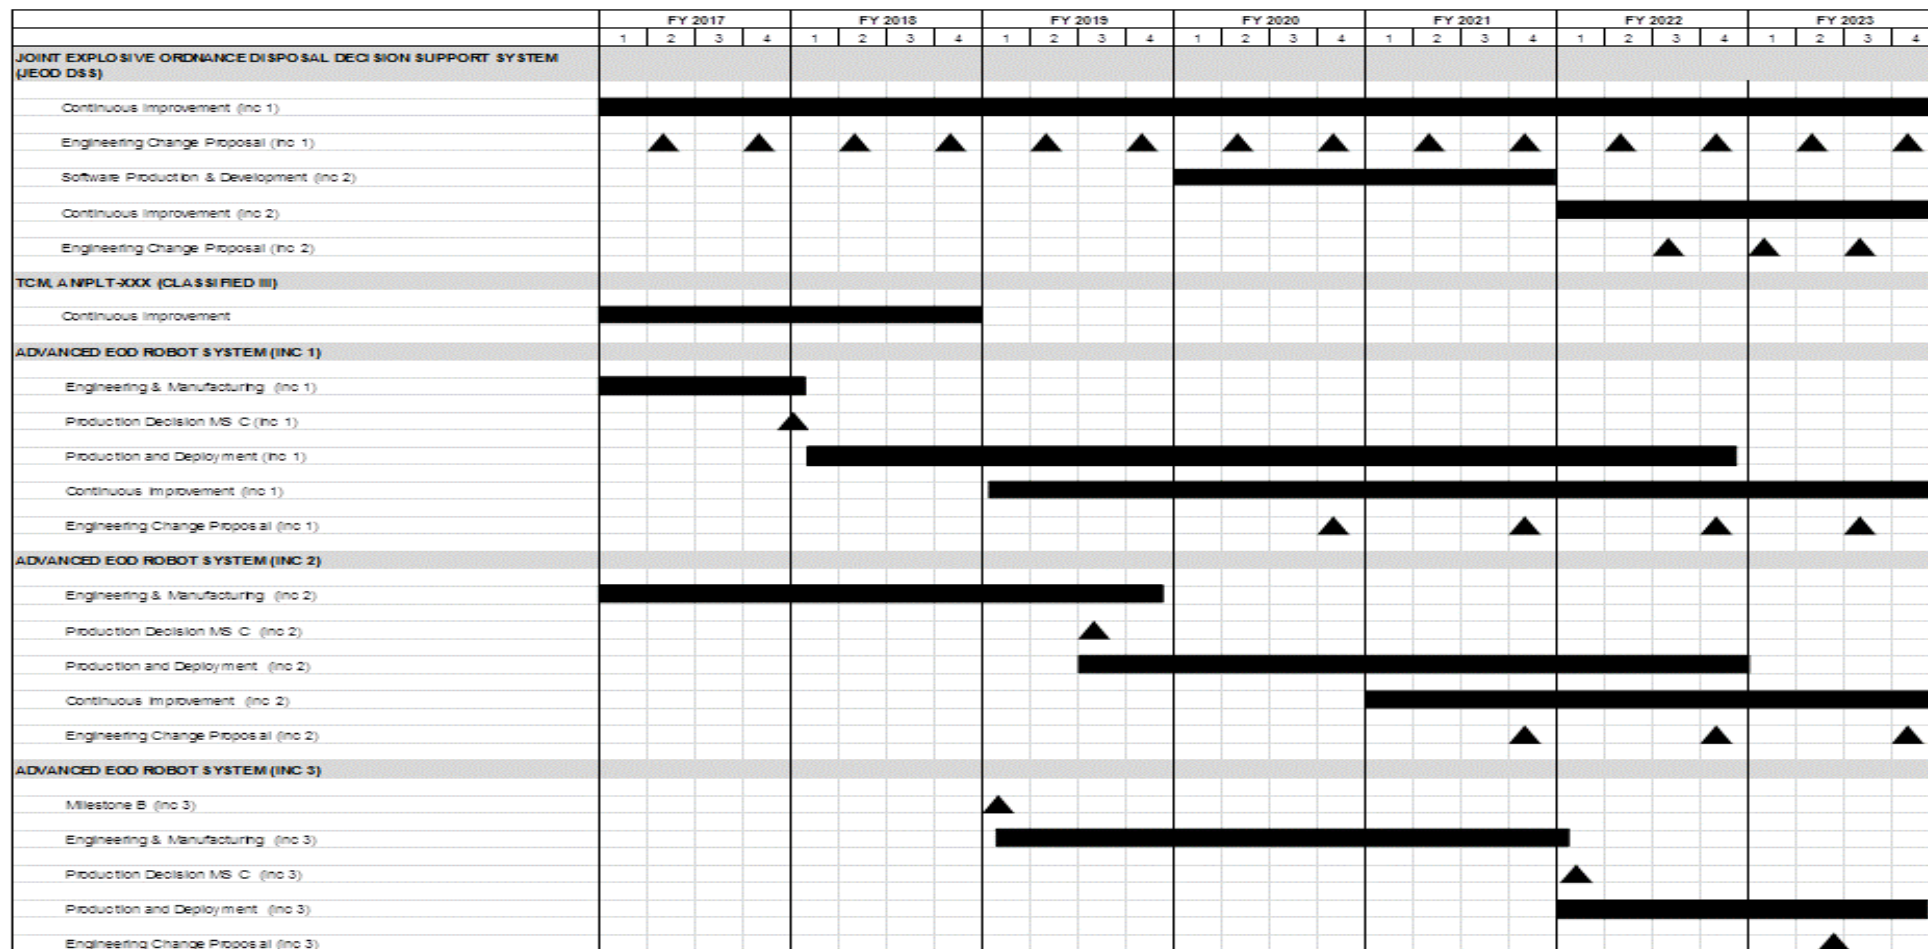 FY 2017 FY 2018 FY 2019 FY 2020 FY 2021 FY 2022 FY 2023
1 2 3 4 1 2 3 4 1 2 3 4 1 2 3 4 1 2 3 4 1 2 3 4 1 2 3 4
JOINT EXPLOSIVE ORDNANCE DISPOSAL DECISION SUPPORT SYSTEM
(JEOD DSS)
Continuous Improvement (Inc 1)
Engineering Change Proposal (Inc 1)
Software Production & Development (Inc 2)
Continuous Improvement (Inc 2)
Engineering Change Proposal (Inc 2)
TCM, AN/PLT-XXX (CLASSIFIED III)
Continuous Improvement
ADVANCED EOD ROBOT SYSTEM (INC 1)
Engineering & Manufacturing (Inc 1)
Production Decision MS C (Inc 1)
Production and Deployment (Inc 1)
Continuous Improvement (Inc 1)
Engineering Change Proposal (Inc 1)
ADVANCED EOD ROBOT SYSTEM (INC 2)
Engineering & Manufacturing (Inc 2)
Production Decision MS C (Inc 2)
Production and Deployment (Inc 2)
Continuous Improvement (Inc 2)
Engineering Change Proposal (Inc 2)
ADVANCED EOD ROBOT SYSTEM (INC 3)
Milestone B (Inc 3)
Engineering & Manufacturing (Inc 3)
Production Decision MS C (Inc 3)
Production and Deployment (Inc 3)
Engineering Change Proposal (Inc 3)